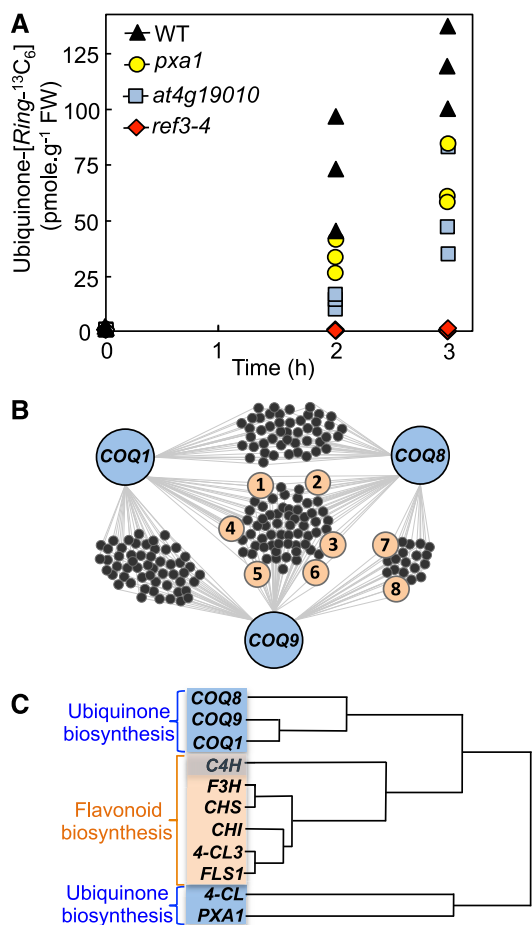 A
Ubiquinone-[Ring-¹³C₆]
(pmole.g⁻¹ FW)
WT
pxa1
at4g19010
ref3-4
125
100
75
50
25
0
0 1 2 3
Time (h)
B
COQ1
COQ8
1 2
4 3
5 6
7
8
COQ9
C
Ubiquinone
biosynthesis
COQ8
COQ9
COQ1
Flavonoid
biosynthesis
C4H
F3H
CHS
CHI
4-CL3
FLS1
Ubiquinone
biosynthesis
4-CL
PXA1